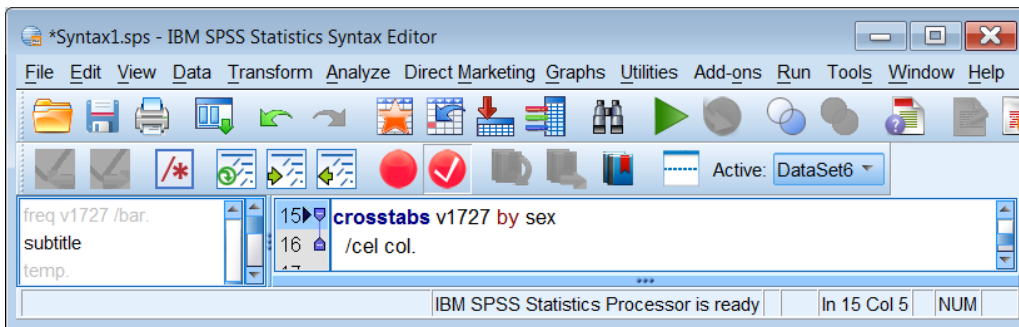 *Syntax1.sps - IBM SPSS Statistics Syntax Editor
File Edit View Data Transform Analyze Direct Marketing Graphs Utilities Add-ons Run Tools Window Help
/* Active: DataSet6
freq v1727 /bar.
subtitle
temp.
15 crosstabs v1727 by sex
16 /cel col.
IBM SPSS Statistics Processor is ready In 15 Col 5 NUM